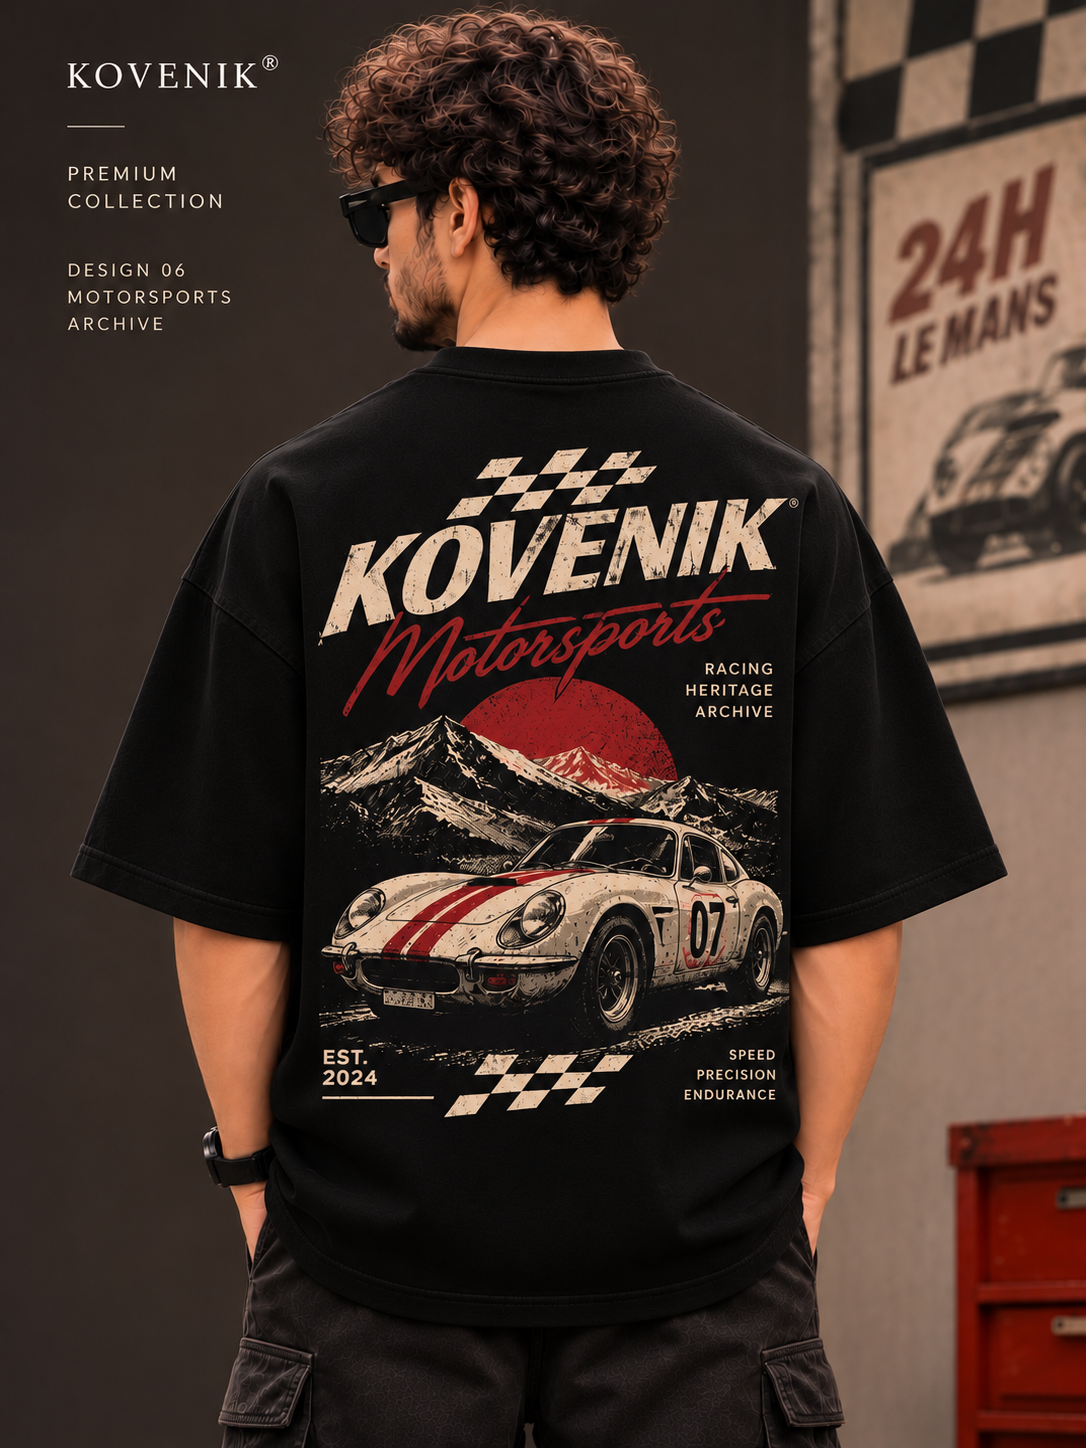 KOVENIK®
PREMIUM
COLLECTION
DESIGN 06
MOTORSPORTS
ARCHIVE
24H
LE MANS
KOVENIK®
Motorsports
RACING
HERITAGE
ARCHIVE
07
EST.
2024
SPEED
PRECISION
ENDURANCE